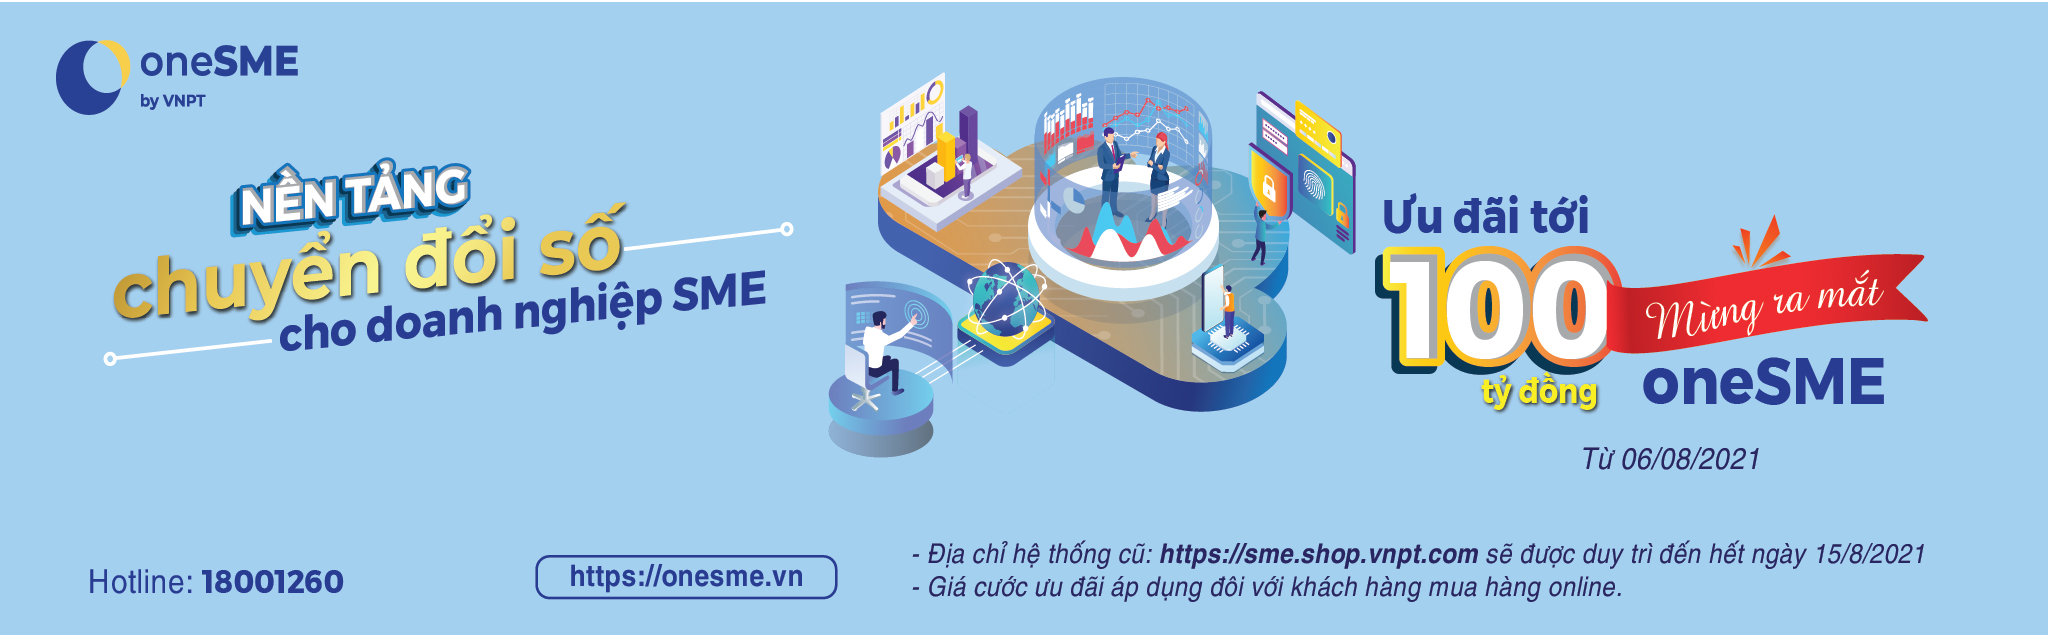 oneSME
by VNPT
NỀN TẢNG
chuyển đổi số
cho doanh nghiệp SME
Ưu đãi tới
100
tỷ đồng
Mừng ra mắt
oneSME
Từ 06/08/2021
Hotline: 18001260
https://onesme.vn
- Địa chỉ hệ thống cũ: https://sme.shop.vnpt.com sẽ được duy trì đến hết ngày 15/8/2021
- Giá cước ưu đãi áp dụng đôi với khách hàng mua hàng online.